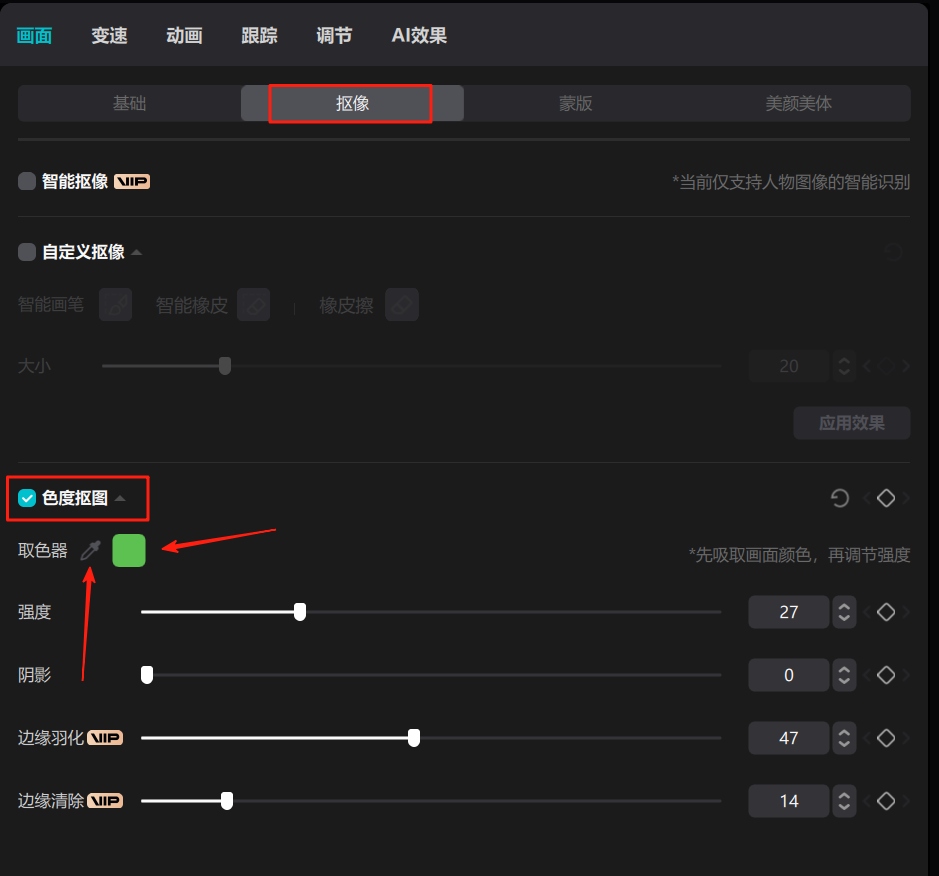 画面 变速 动画 跟踪 调节 AI效果
基础 抠像 蒙版 美颜美体
智能抠像 VIP *当前仅支持人物图像的智能识别
自定义抠像
智能画笔 智能橡皮 橡皮擦
大小 20
应用效果
色度抠图
取色器 *先吸取画面颜色，再调节强度
强度 27
阴影 0
边缘羽化 VIP 47
边缘清除 VIP 14